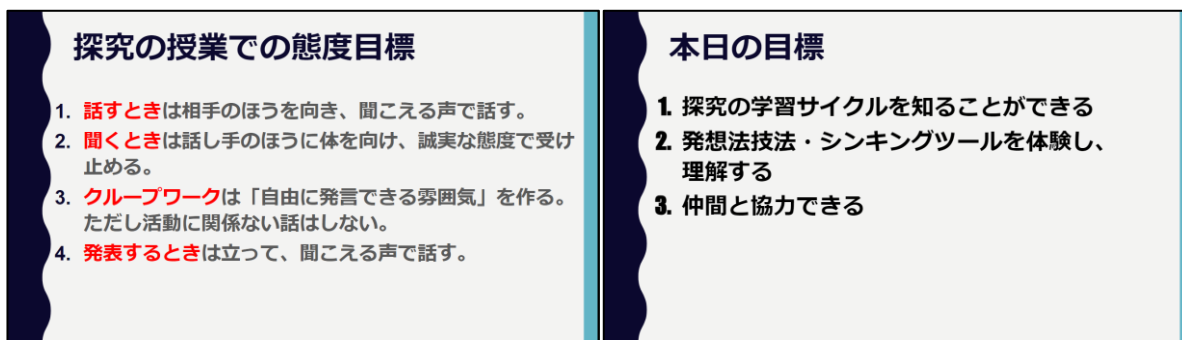 探究の授業での態度目標
1. 話すときは相手のほうを向き、聞こえる声で話す。
2. 聞くときは話し手のほうに体を向け、誠実な態度で受け
止める。
3. クループワークは「自由に発言できる雰囲気」を作る。
ただし活動に関係ない話はしない。
4. 発表するときは立って、聞こえる声で話す。
本日の目標
1. 探究の学習サイクルを知ることができる
2. 発想法技法・シンキングツールを体験し、
理解する
3. 仲間と協力できる